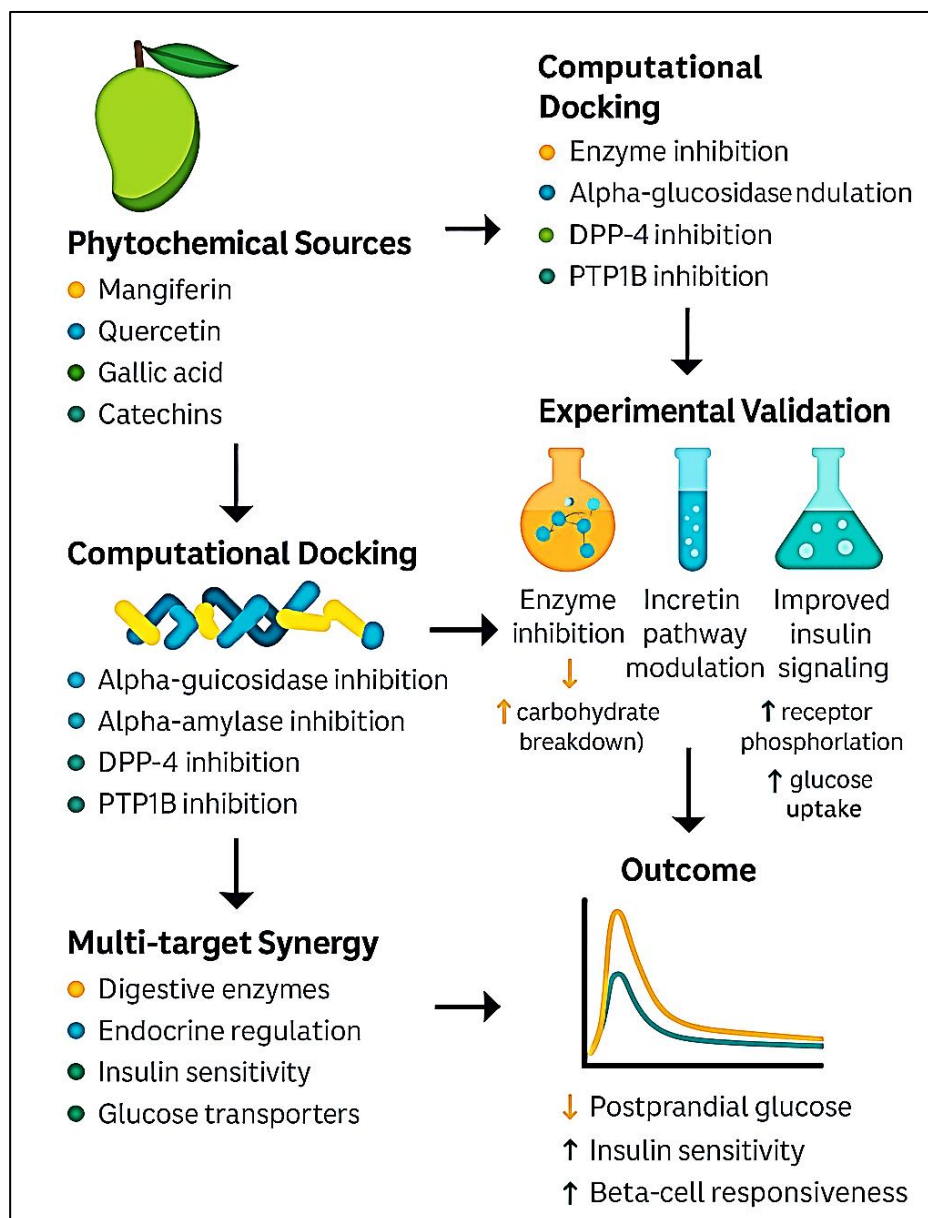 Phytochemical Sources
Mangiferin
Quercetin
Gallic acid
Catechins
Computational
Docking
Enzyme inhibition
Alpha-glucosidasendulation
DPP-4 inhibition
PTP1B inhibition
Computational Docking
Alpha-guicosidase inhibition
Alpha-amylase inhibition
DPP-4 inhibition
PTP1B inhibition
Experimental Validation
Enzyme
inhibition
↓
↑ carbohydrate
breakdown)
Incretin
pathway
modulation
Improved
insulin
signaling
↑ receptor
phosphorlation
↑ glucose
uptake
Multi-target Synergy
Digestive enzymes
Endocrine regulation
Insulin sensitivity
Glucose transporters
Outcome
↓ Postprandial glucose
↑ Insulin sensitivity
↑ Beta-cell responsiveness